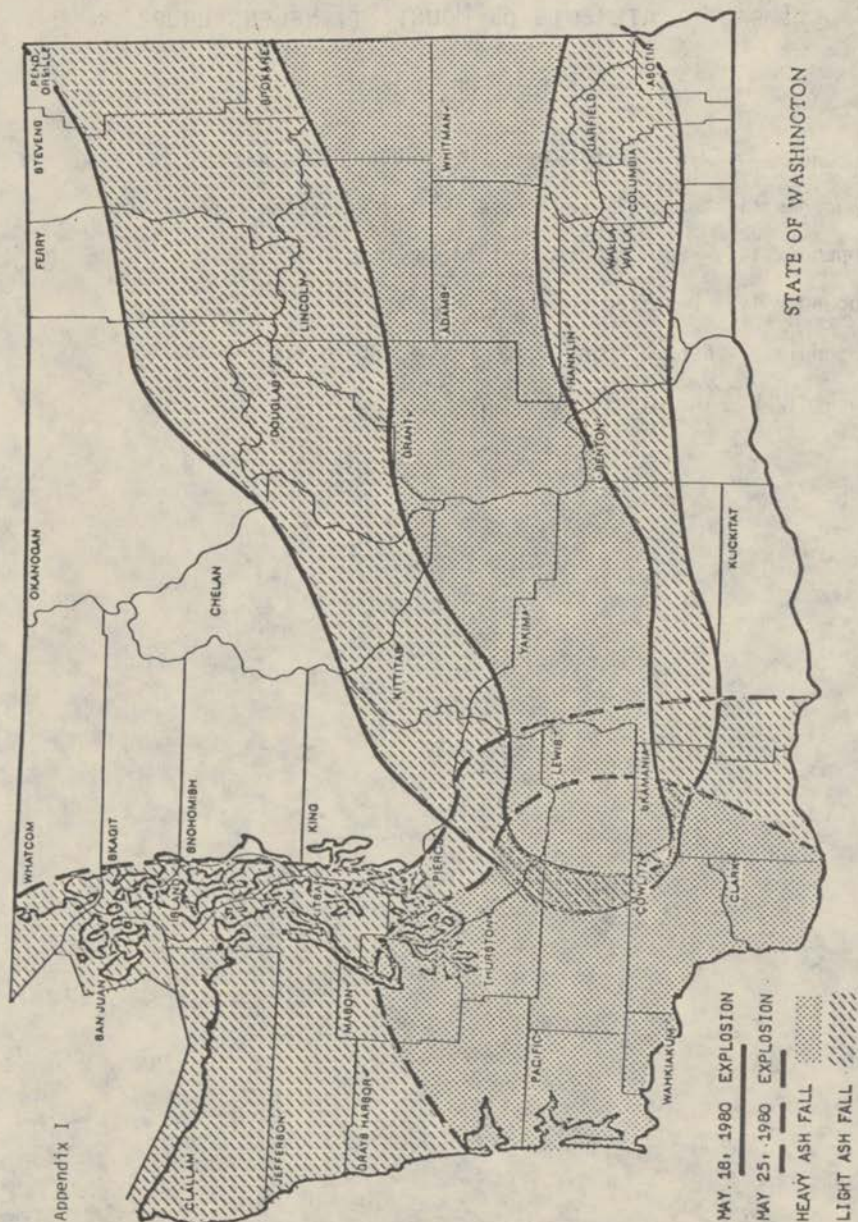 Appendix I
WHATCOM
OKANOGAN
FERRY
STEVENS
PEND
OREILLE
SAN JUAN
SKAGIT
ISLAND
CLALLAM
SNOHOMISH
CHELAN
JEFFERSON
KITSAP
KING
DOUGLAS
LINCOLN
SPOKANE
MASON
GRAYS HARBOR
KITTITAS
GRANT
PIERCE
THURSTON
ADAMS
WHITMAN
PACIFIC
LEWIS
YAKIMA
FRANKLIN
BENTON
GARFIELD
WALLA
WALLA
COLUMBIA
ASOTIN
WAHKIAKUM
COWLITZ
SKAMANIA
CLARK
KLICKITAT
MAY 18, 1980 EXPLOSION
MAY 25, 1980 EXPLOSION
HEAVY ASH FALL
LIGHT ASH FALL
STATE OF WASHINGTON